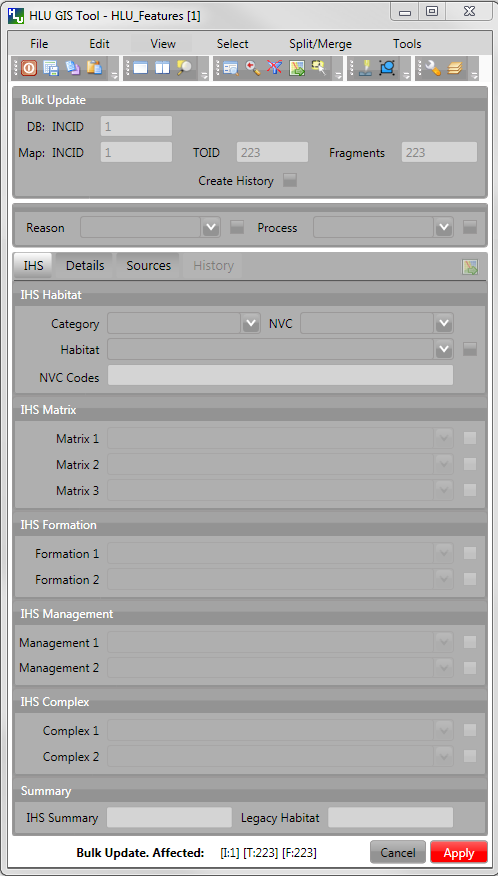 HLU GIS Tool - HLU_Features [1]
File Edit View Select Split/Merge Tools
Bulk Update
DB: INCID 1
Map: INCID 1 TOID 223 Fragments 223
Create History
Reason Process
IHS Details Sources History
IHS Habitat
Category NVC
Habitat
NVC Codes
IHS Matrix
Matrix 1
Matrix 2
Matrix 3
IHS Formation
Formation 1
Formation 2
IHS Management
Management 1
Management 2
IHS Complex
Complex 1
Complex 2
Summary
IHS Summary Legacy Habitat
Bulk Update. Affected: [I:1] [T:223] [F:223] Cancel Apply